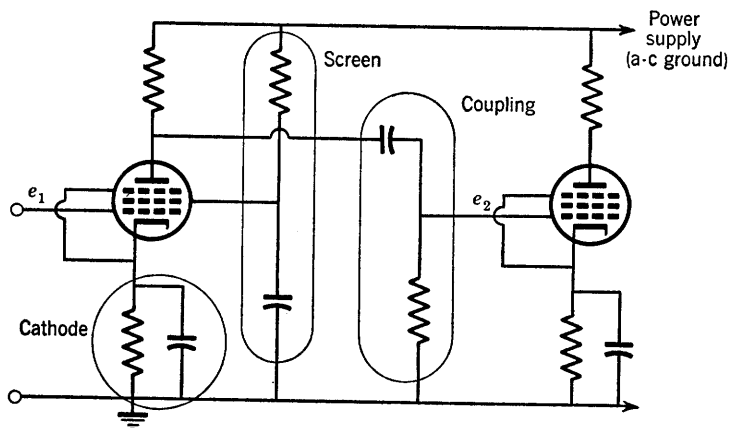 Power
supply
(a-c ground)
Screen
Coupling
e1
e2
Cathode